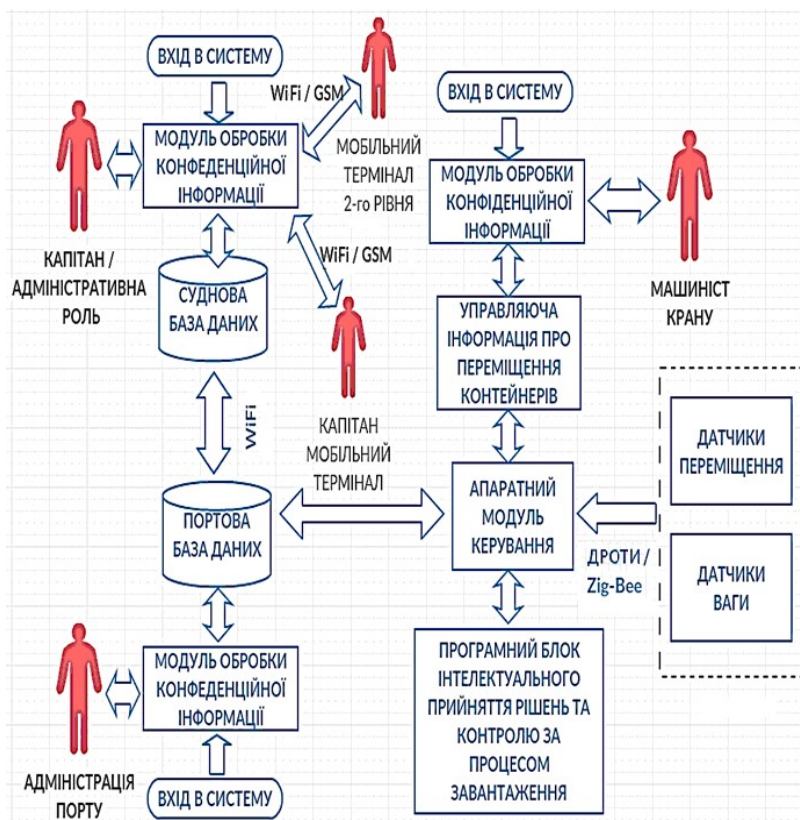 ВХІД В СИСТЕМУ
WiFi / GSM
МОДУЛЬ ОБРОБКИ
КОНФЕДЕНЦІЙНОЇ
ІНФОРМАЦІЇ
МОБІЛЬНИЙ
ТЕРМІНАЛ
2-го РІВНЯ
WiFi / GSM
КАПІТАН /
АДМІНІСТРАТИВНА
РОЛЬ
СУДНОВА
БАЗА ДАНИХ
WiFi
КАПІТАН
МОБІЛЬНИЙ
ТЕРМІНАЛ
ПОРТОВА
БАЗА ДАНИХ
МОДУЛЬ ОБРОБКИ
КОНФЕДЕНЦІЙНОЇ
ІНФОРМАЦІЇ
АДМІНІСТРАЦІЯ
ПОРТУ
ВХІД В СИСТЕМУ
ВХІД В СИСТЕМУ
МОДУЛЬ ОБРОБКИ
КОНФІДЕНЦІЙНОЇ
ІНФОРМАЦІЇ
МАШИНІСТ
КРАНУ
УПРАВЛЯЮЧА
ІНФОРМАЦІЯ ПРО
ПЕРЕМІЩЕННЯ
КОНТЕЙНЕРІВ
АПАРАТНИЙ
МОДУЛЬ
КЕРУВАННЯ
ДРОТИ /
Zig-Bee
ДАТЧИКИ
ПЕРЕМІЩЕННЯ
ДАТЧИКИ
ВАГИ
ПРОГРАМНИЙ БЛОК
ІНТЕЛЕКТУАЛЬНОГО
ПРИЙНЯТТЯ РІШЕНЬ ТА
КОНТРОЛЮ ЗА
ПРОЦЕСОМ
ЗАВАНТАЖЕННЯ